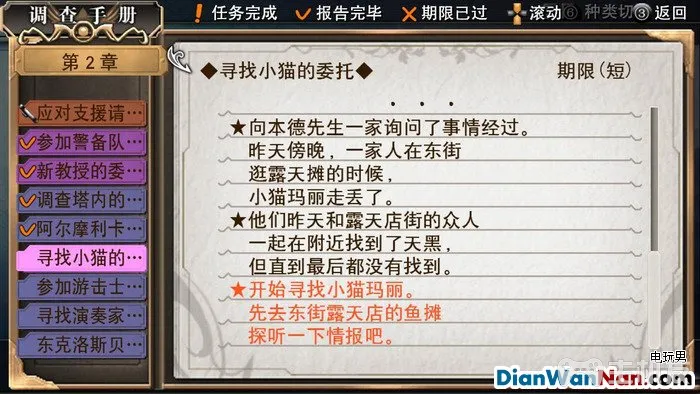 调查手册
任务完成 报告完毕 期限已过 滚动 ⑥ 种类切 ③ 返回
第2章
◆寻找小猫的委托◆ 期限(短)
应对支援请…
参加警备队…
新教授的委…
调查塔内的…
阿尔摩利卡…
寻找小猫的…
参加游击士…
寻找演奏家…
东克洛斯贝…
・・・
★向本德先生一家询问了事情经过。
昨天傍晚，一家人在东街
逛露天摊的时候，
小猫玛丽走丢了。
★他们昨天和露天店街的众人
一起在附近找到了天黑，
但直到最后都没有找到。
★开始寻找小猫玛丽。
先去东街露天店的鱼摊
探听一下情报吧。
电玩男
DianWanNan.com